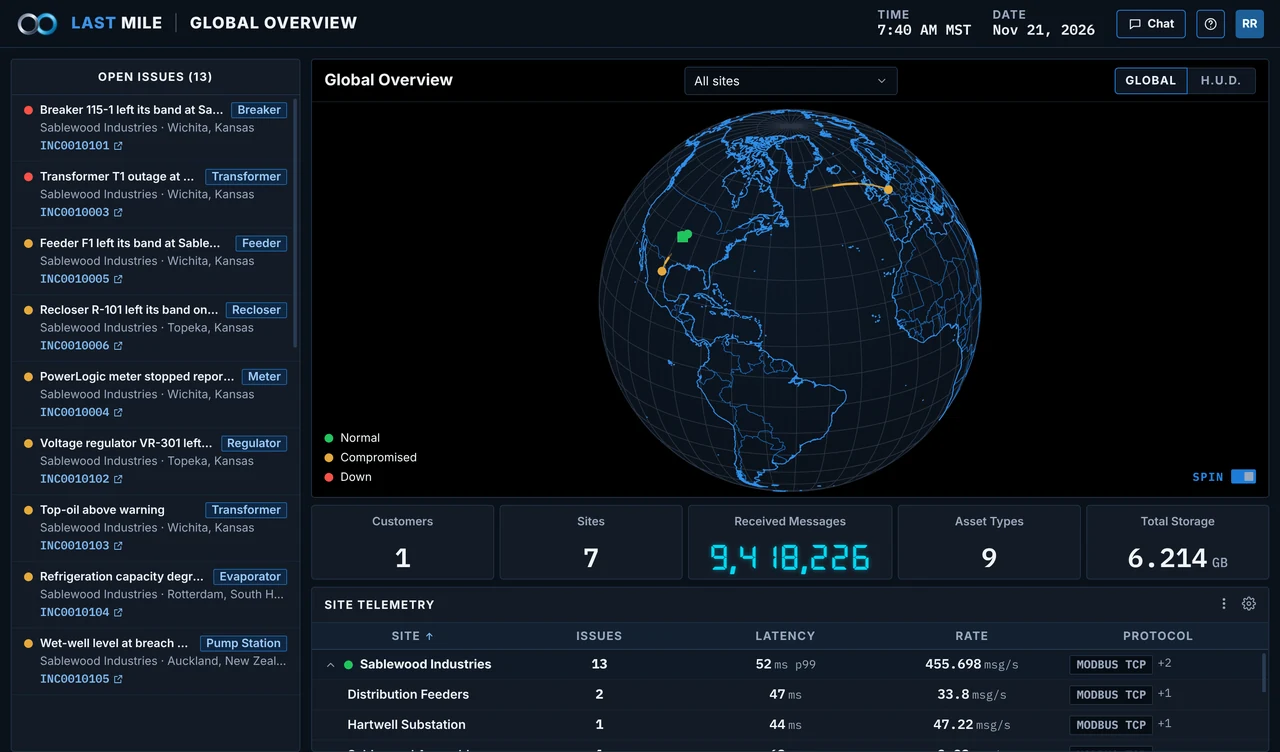 LAST MILE
GLOBAL OVERVIEW
TIME
7:40 AM MST
DATE
Nov 21, 2026
Chat
RR
OPEN ISSUES (13)
Breaker 115-1 left its band at Sa...
Breaker
Sablewood Industries · Wichita, Kansas
INC0010101
Transformer T1 outage at ...
Transformer
Sablewood Industries · Wichita, Kansas
INC0010003
Feeder F1 left its band at Sable...
Feeder
Sablewood Industries · Wichita, Kansas
INC0010005
Recloser R-101 left its band on...
Recloser
Sablewood Industries · Topeka, Kansas
INC0010006
PowerLogic meter stopped repor...
Meter
Sablewood Industries · Wichita, Kansas
INC0010004
Voltage regulator VR-301 left...
Regulator
Sablewood Industries · Topeka, Kansas
INC0010102
Top-oil above warning
Transformer
Sablewood Industries · Wichita, Kansas
INC0010103
Refrigeration capacity degr...
Evaporator
Sablewood Industries · Rotterdam, South H...
INC0010104
Wet-well level at breach ...
Pump Station
Sablewood Industries · Auckland, New Zeal...
INC0010105
Global Overview
All sites
GLOBAL
H.U.D.
Normal
Compromised
Down
SPIN
Customers
1
Sites
7
Received Messages
9,418,226
Asset Types
9
Total Storage
6.214 GB
SITE TELEMETRY
SITE ↑ ISSUES LATENCY RATE PROTOCOL
Sablewood Industries 13 52 ms p99 455.698 msg/s MODBUS TCP +2
Distribution Feeders 2 47 ms 33.8 msg/s MODBUS TCP +1
Hartwell Substation 1 44 ms 47.22 msg/s MODBUS TCP +1